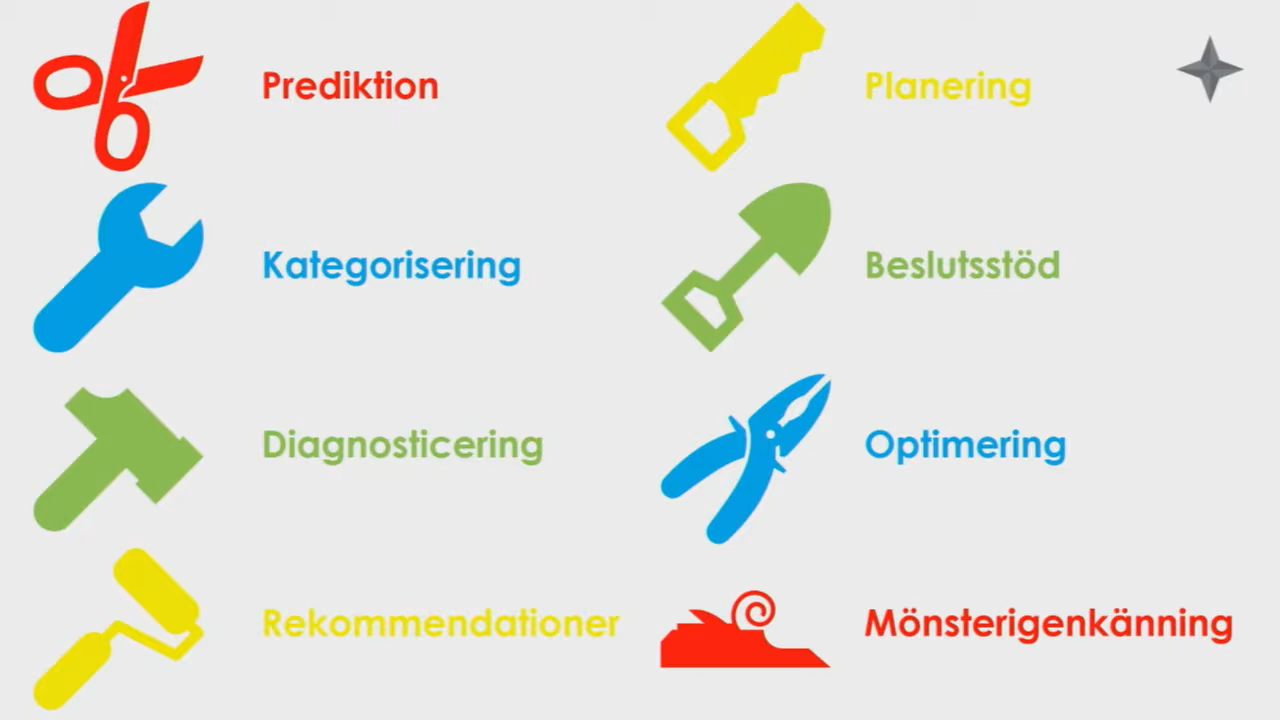 Prediktion
Planering
Kategorisering
Beslutsstöd
Diagnosticering
Optimering
Rekommendationer
Mönsterigenkänning